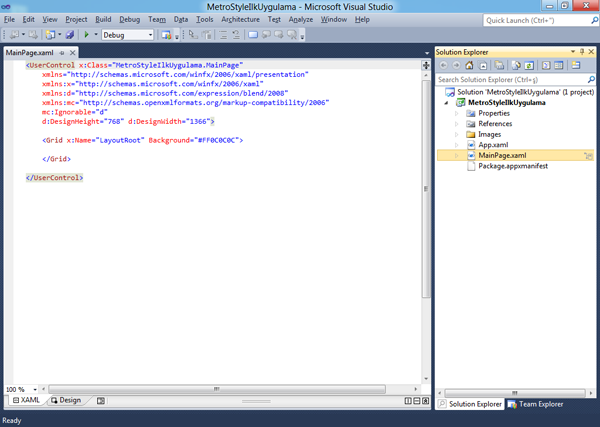 MetroStyleIlkUygulama - Microsoft Visual Studio
File Edit View Project Build Debug Team Data Tools Architecture Test Analyze Window Help
Quick Launch (Ctrl+")
Debug
MainPage.xaml
<UserControl x:Class="MetroStyleIlkUygulama.MainPage"
xmlns="http://schemas.microsoft.com/winfx/2006/xaml/presentation"
xmlns:x="http://schemas.microsoft.com/winfx/2006/xaml"
xmlns:d="http://schemas.microsoft.com/expression/blend/2008"
xmlns:mc="http://schemas.openxmlformats.org/markup-compatibility/2006"
mc:Ignorable="d"
d:DesignHeight="768" d:DesignWidth="1366">
<Grid x:Name="LayoutRoot" Background="#FF0C0C0C">
</Grid>
</UserControl>
100 %
XAML Design
Solution Explorer
Search Solution Explorer (Ctrl+ş)
Solution 'MetroStyleIlkUygulama' (1 project)
MetroStyleIlkUygulama
Properties
References
Images
App.xaml
MainPage.xaml
Package.appxmanifest
Solution Explorer Team Explorer
Ready